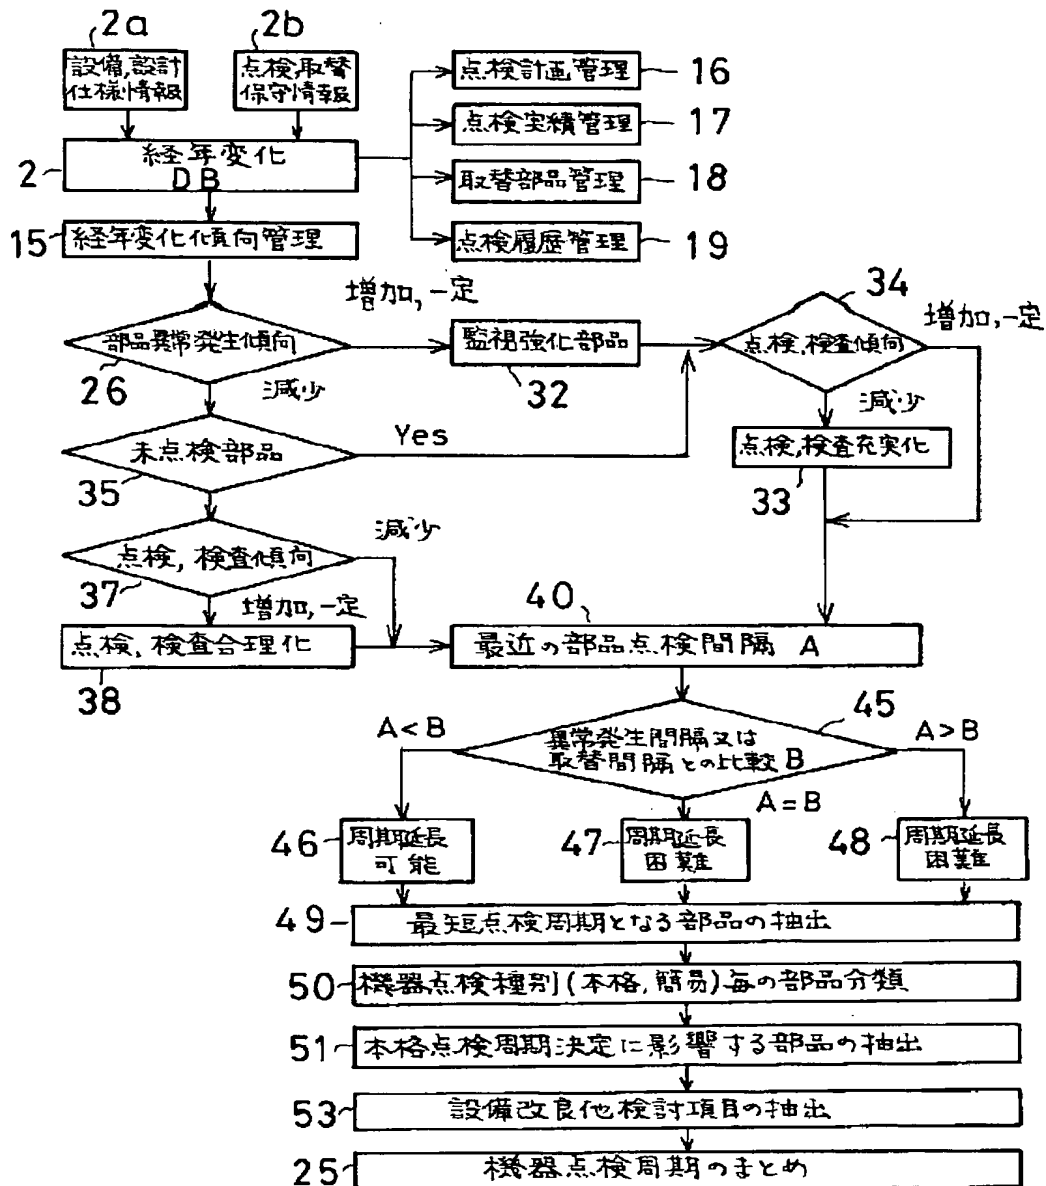 2a
2b
設備,設計
仕様情報
点検,取替
保守情報
点検計画管理
16
点検実績管理
17
経年変化
DB
2
取替部品管理
18
15
経年変化傾向管理
点検履歴管理
19
増加,一定
34
増加,一定
部品異常発生傾向
監視強化部品
点検,検査傾向
26
減少
32
減少
未点検部品
Yes
点検,検査充実化
35
33
点検,検査傾向
減少
37
増加,一定
40
点検,検査合理化
最近の部品点検間隔 A
38
45
A<B
異常発生間隔又は
取替間隔との比較 B
A>B
A=B
46
周期延長
可能
47
周期延長
困難
48
周期延長
困難
49
最短点検周期となる部品の抽出
50
機器点検種別(本格,簡易)毎の部品分類
51
本格点検周期決定に影響する部品の抽出
53
設備改良他検討項目の抽出
25
機器点検周期のまとめ